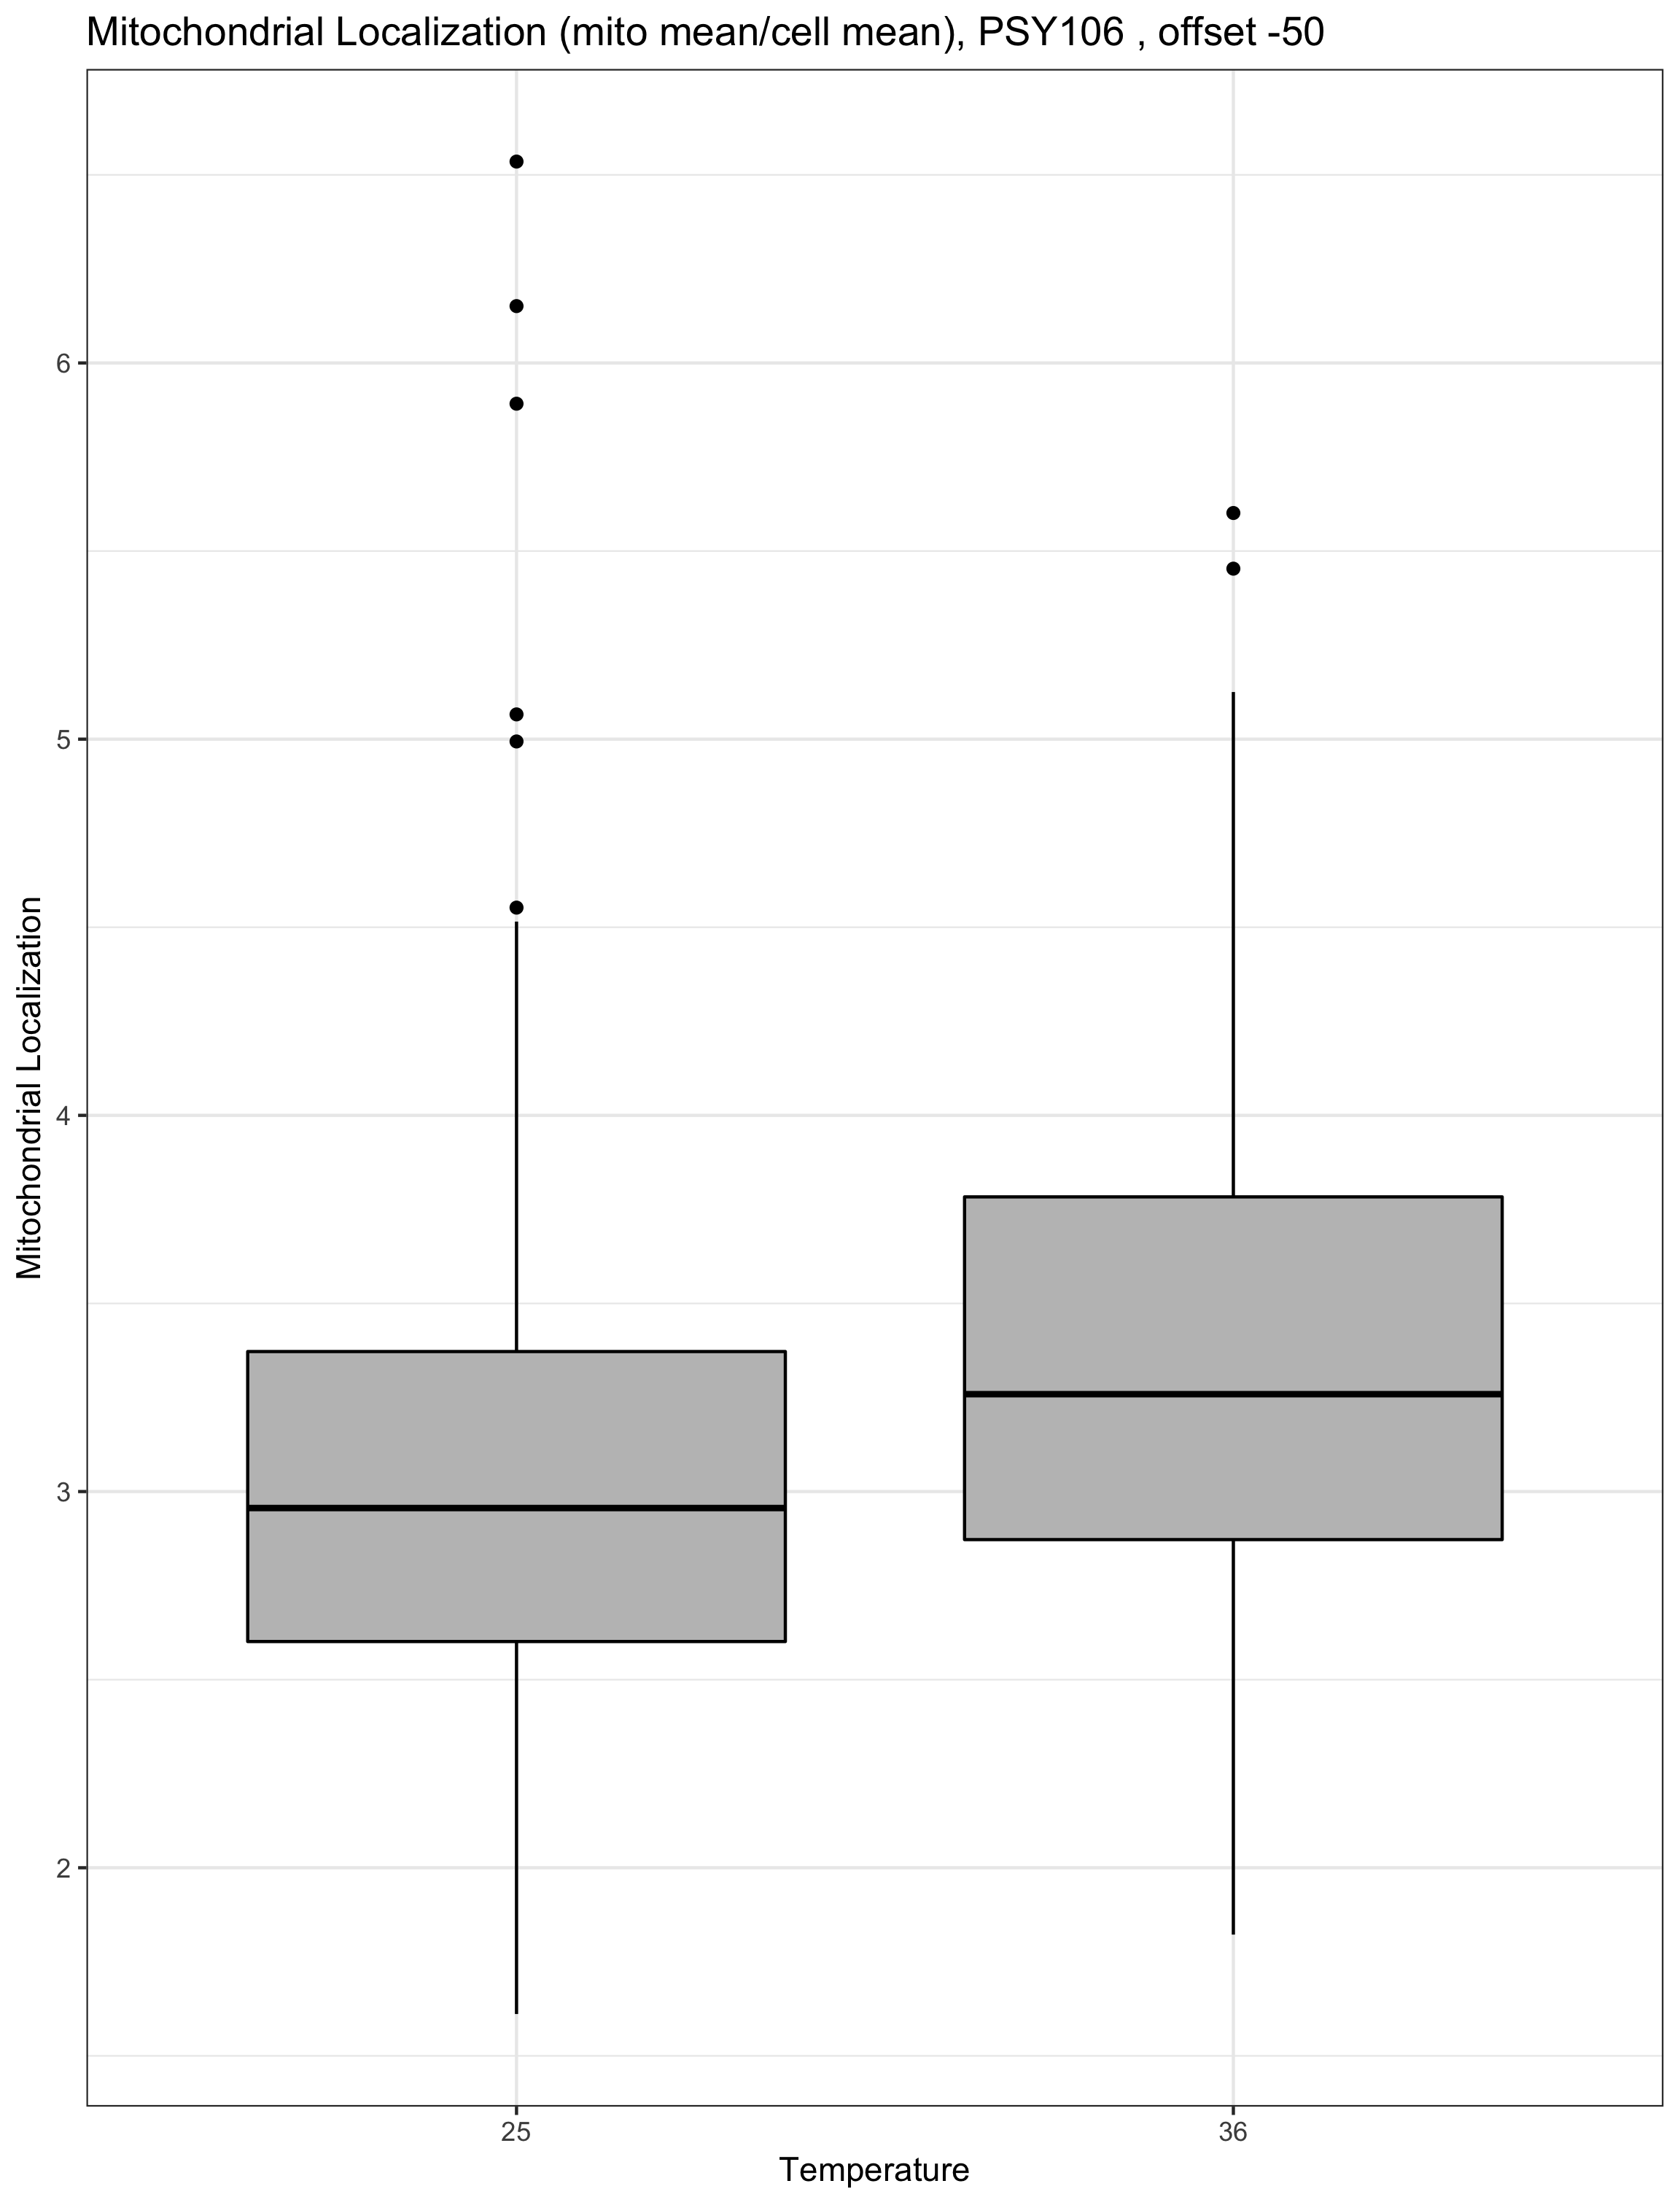 Mitochondrial Localization (mito mean/cell mean), PSY106 , offset -50
Mitochondrial Localization
6
5
4
3
2
25
36
Temperature